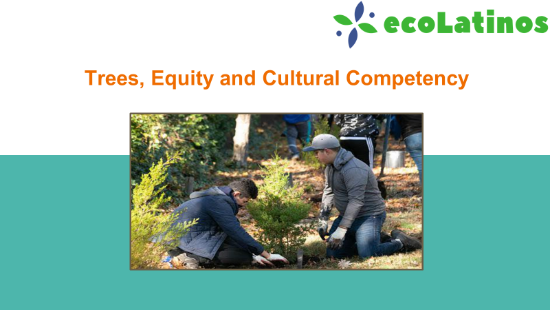 ecoLatinos
Trees, Equity and Cultural Competency